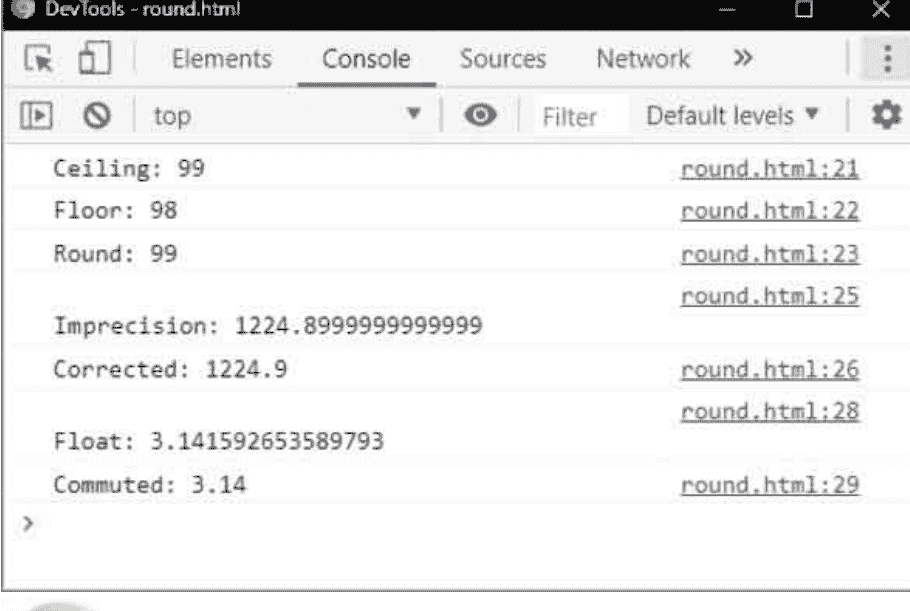 DevTools - round.html
Elements Console Sources Network »
top Filter Default levels
Ceiling: 99 round.html:21
Floor: 98 round.html:22
Round: 99 round.html:23
round.html:25
Imprecision: 1224.8999999999999
Corrected: 1224.9 round.html:26
round.html:28
Float: 3.141592653589793
Commuted: 3.14 round.html:29
>